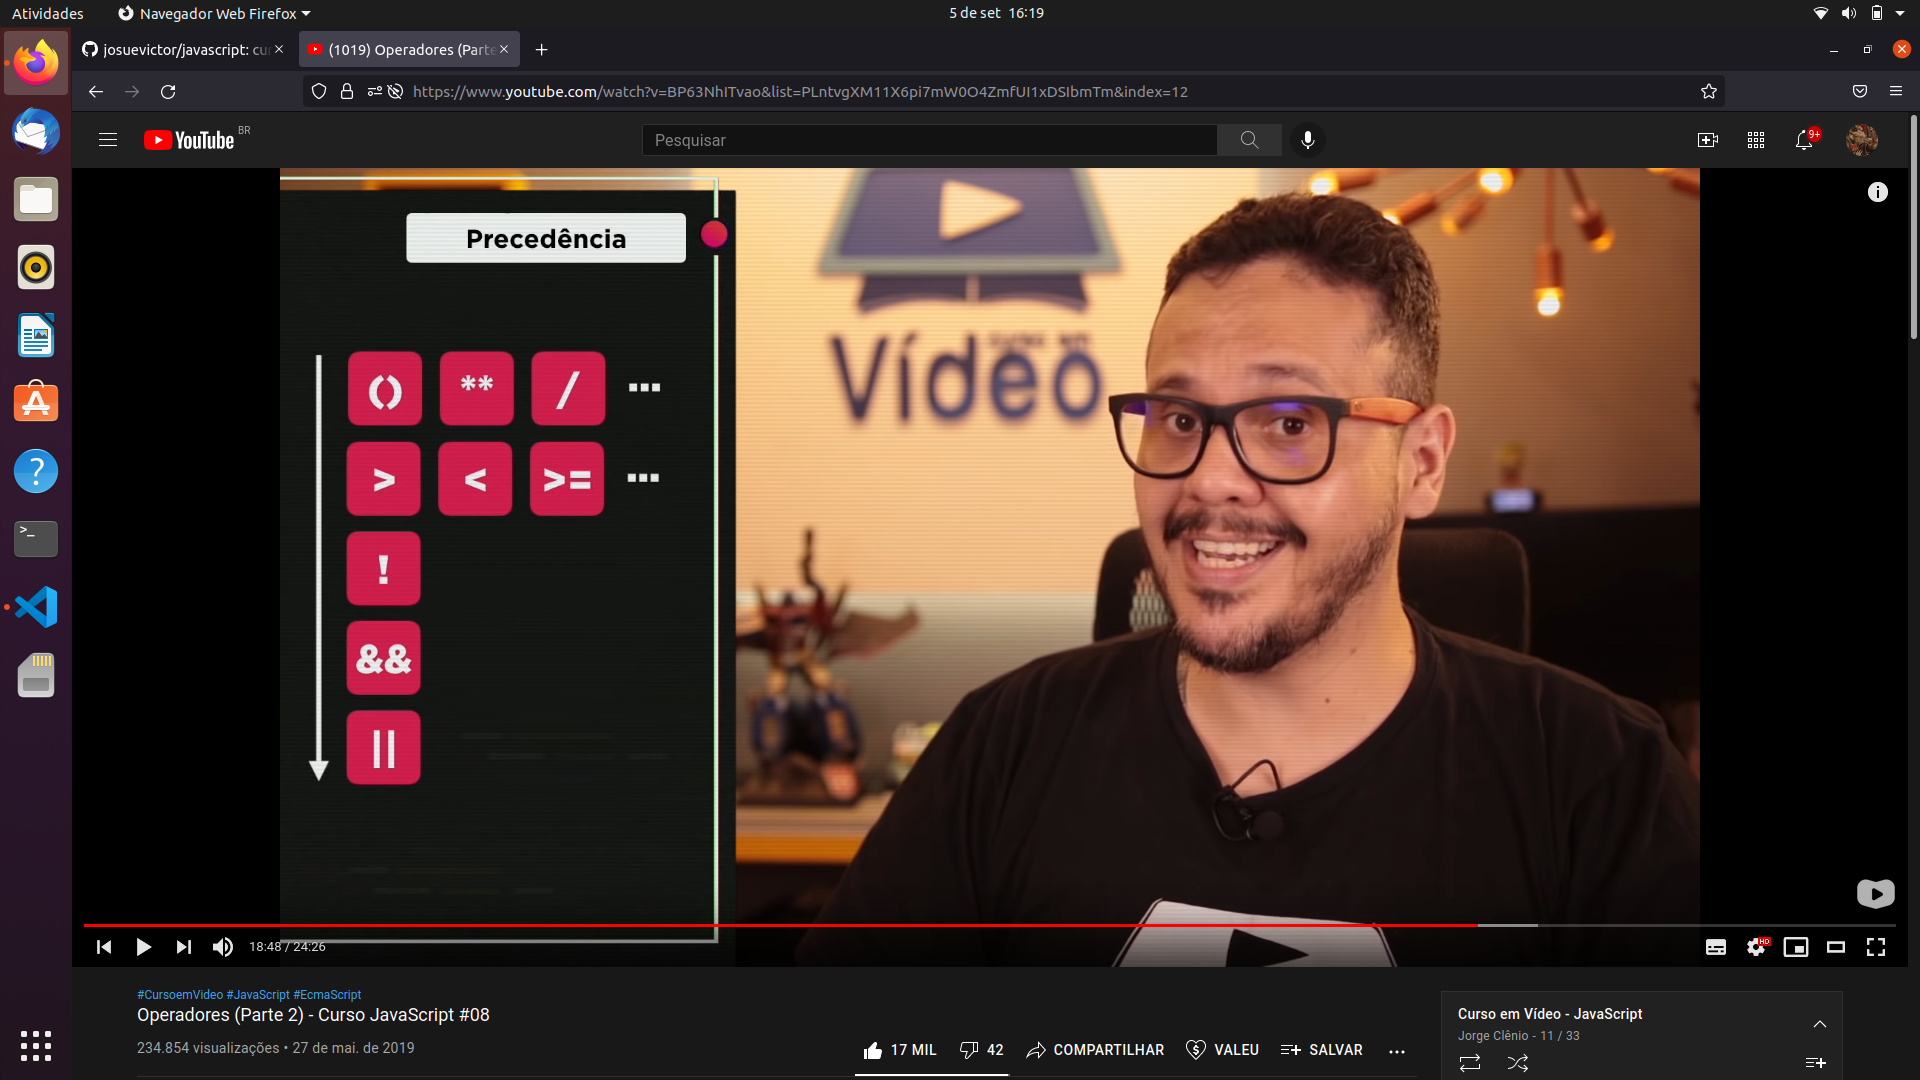 Atividades
Navegador Web Firefox
5 de set 16:19
josuevictor/javascript: cu
(1019) Operadores (Parte
https://www.youtube.com/watch?v=BP63NhITvao&list=PLntvgXM11X6pi7mW0O4ZmfUI1xDSIbmTm&index=12
YouTube BR
Pesquisar
9+
Precedência
() ** / ...
> < >= ...
!
&&
||
Vídeo
18:48 / 24:26
HD
#CursoemVideo #JavaScript #EcmaScript
Operadores (Parte 2) - Curso JavaScript #08
234.854 visualizações • 27 de mai. de 2019
17 MIL
42
COMPARTILHAR
VALEU
SALVAR
Curso em Vídeo - JavaScript
Jorge Clênio - 11 / 33